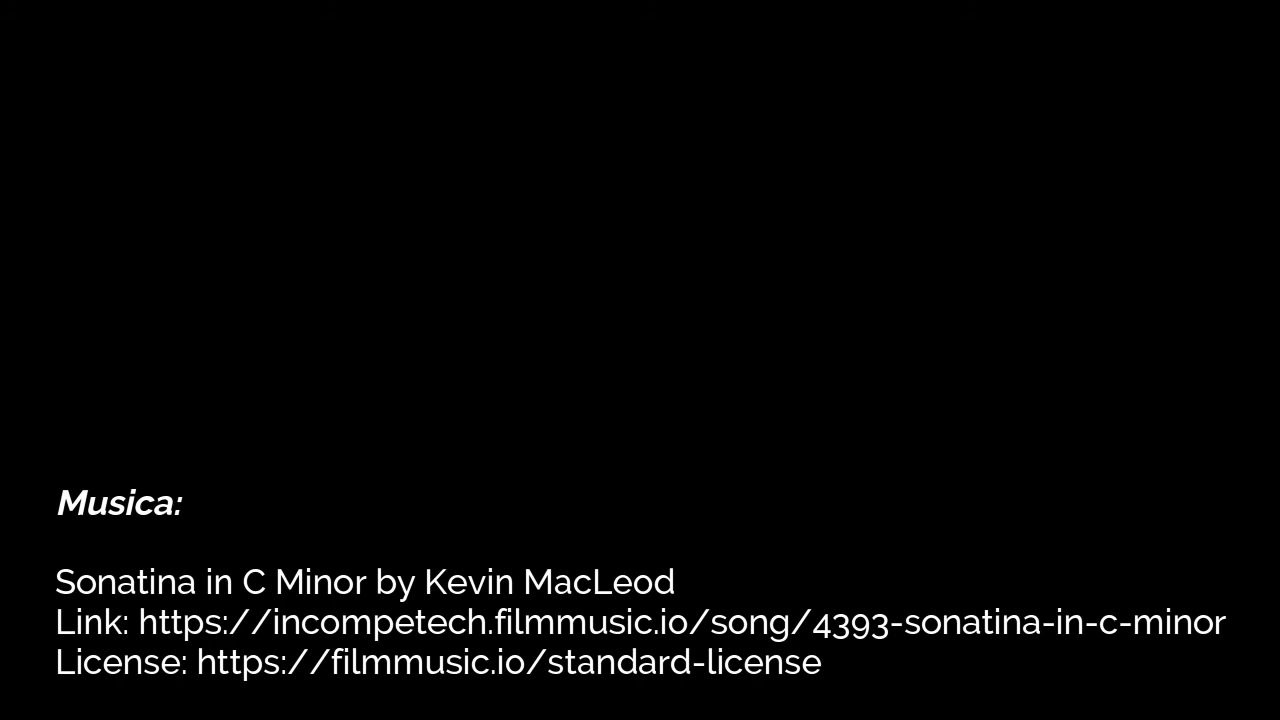 Musica:
Sonatina in C Minor by Kevin MacLeod
Link: https://incompetech.filmmusic.io/song/4393-sonatina-in-c-minor
License: https://filmmusic.io/standard-license